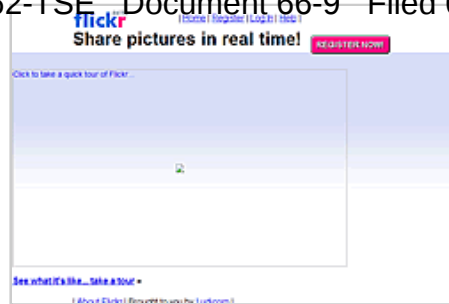 52-TSE Document 66-9 Filed
flickr
| Home | Register | Log In | Help |
Share pictures in real time!
REGISTER NOW!
Click to take a quick tour of Flickr...
See what it's like... take a tour »
| About Flickr | Brought to you by Ludicorp |